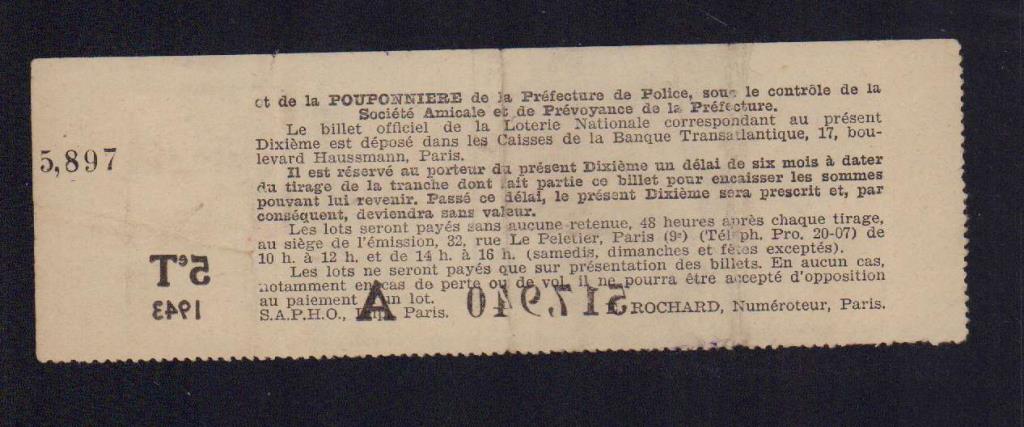 et de la POUPONNIERE de la Préfecture de Police, sous le contrôle de la
Société Amicale et de Prévoyance de la Préfecture.
Le billet officiel de la Loterie Nationale correspondant au présent
Dixième est déposé dans les Caisses de la Banque Transatlantique, 17, bou-
levard Haussmann, Paris.
5,897
Il est réservé au porteur du présent Dixième un délai de six mois à dater
du tirage de la tranche dont fait partie ce billet pour encaisser les sommes
pouvant lui revenir. Passé ce délai, le présent Dixième sera prescrit et, par
conséquent, deviendra sans valeur.
Les lots seront payés sans aucune retenue, 48 heures après chaque tirage,
au siège de l'émission, 32, rue Le Peletier, Paris (9e) (Téléph. Pro. 20-07) de
10 h. à 12 h. et de 14 h. à 16 h. (samedis, dimanches et fêtes exceptés).
5eT
Les lots ne seront payés que sur présentation des billets. En aucun cas,
notamment en cas de perte ou de vol, il ne pourra être accepté d'opposition
au paiement d'un lot.
1943
A
S.A.P.H.O., Paris.
ROCHARD, Numéroteur, Paris.